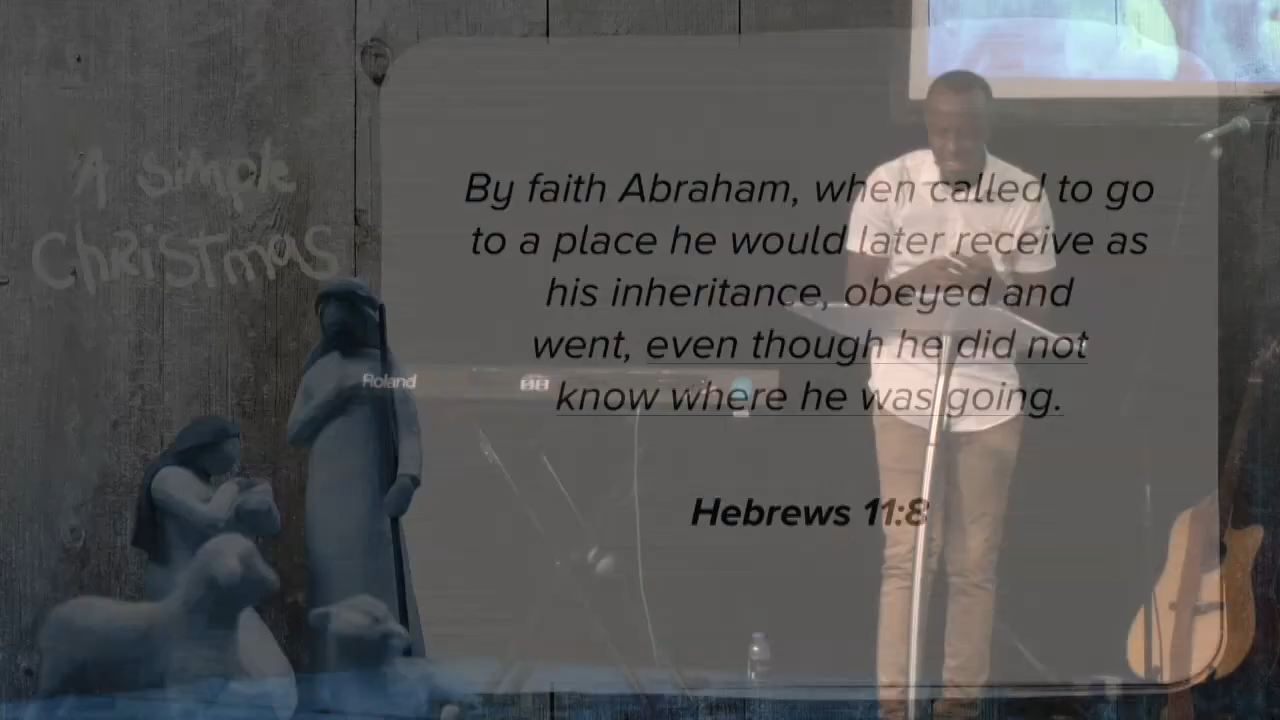 A simple
Christmas
By faith Abraham, when called to go
to a place he would later receive as
his inheritance, obeyed and
went, even though he did not
know where he was going.
Roland
Hebrews 11:8